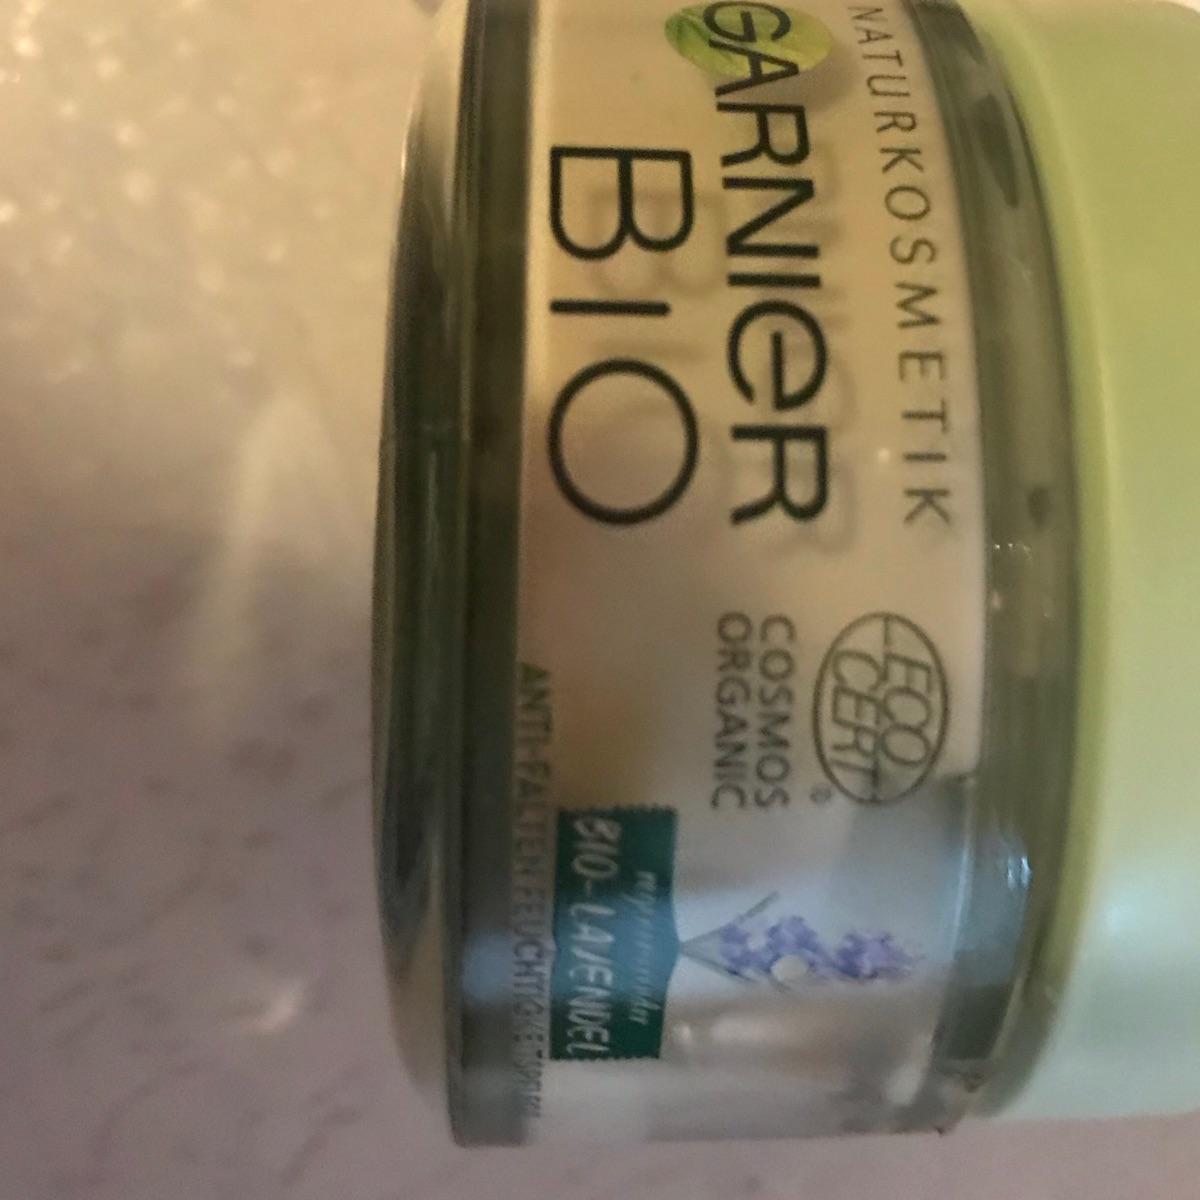 NATURKOSMETIK
GARNIER
BIO
ECO
CERT
®
COSMOS
ORGANIC
BIO-LAVENDEL
ANTI-FALTEN FEUCHTIGKEITSPFLEGE